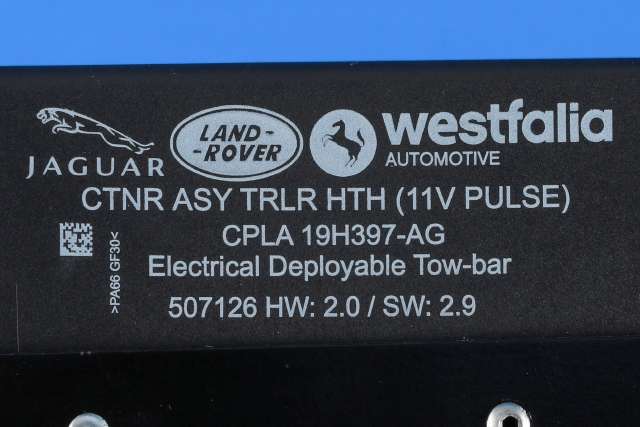 JAGUAR
LAND-
-ROVER
westfalia
AUTOMOTIVE
CTNR ASY TRLR HTH (11V PULSE)
CPLA 19H397-AG
Electrical Deployable Tow-bar
507126 HW: 2.0 / SW: 2.9
>PA66 GF30<